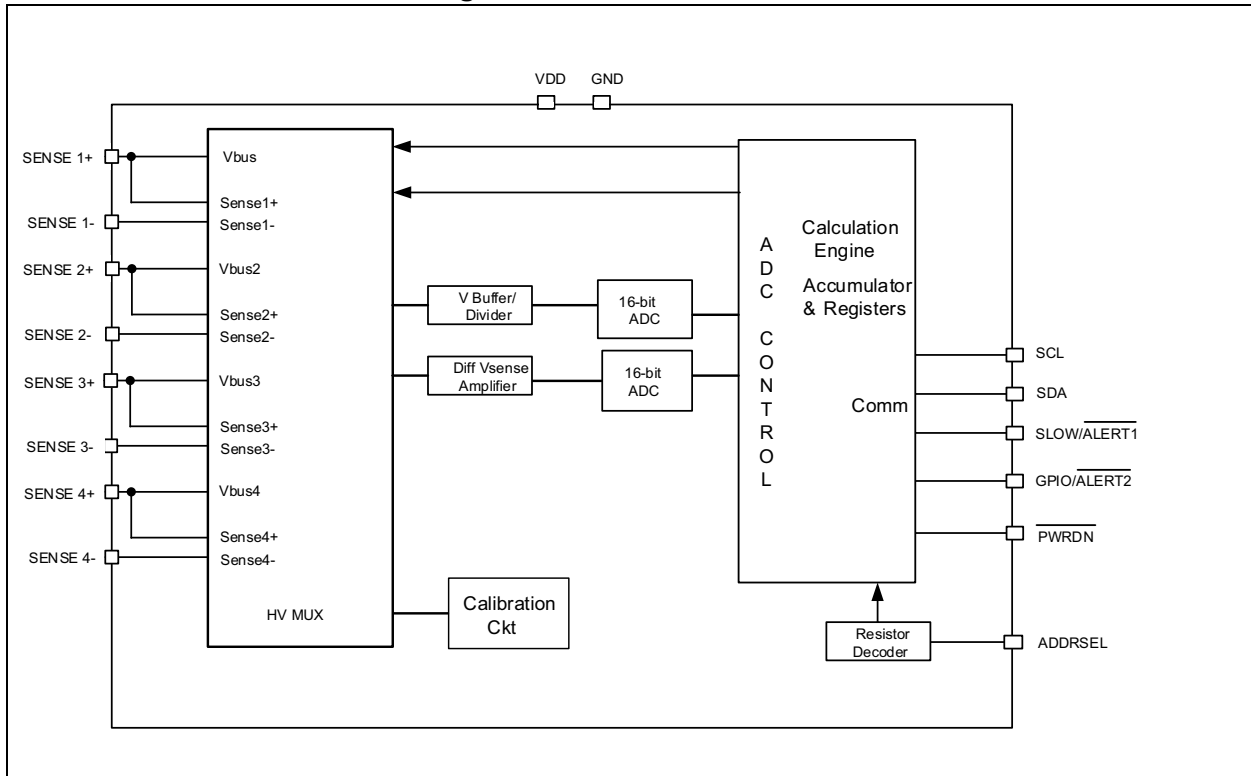 VDD GND
SENSE 1+
Vbus
Sense1+
SENSE 1-
Sense1-
SENSE 2+
Vbus2
Sense2+
SENSE 2-
Sense2-
SENSE 3+
Vbus3
Sense3+
SENSE 3-
Sense3-
SENSE 4+
Vbus4
Sense4+
SENSE 4-
Sense4-
HV MUX
V Buffer/
Divider
16-bit
ADC
Diff Vsense
Amplifier
16-bit
ADC
Calibration
Ckt
ADC CONTROL
Calculation
Engine
Accumulator
& Registers
Comm
SCL
SDA
SLOW/ALERT1
GPIO/ALERT2
PWRDN
Resistor
Decoder
ADDRSEL